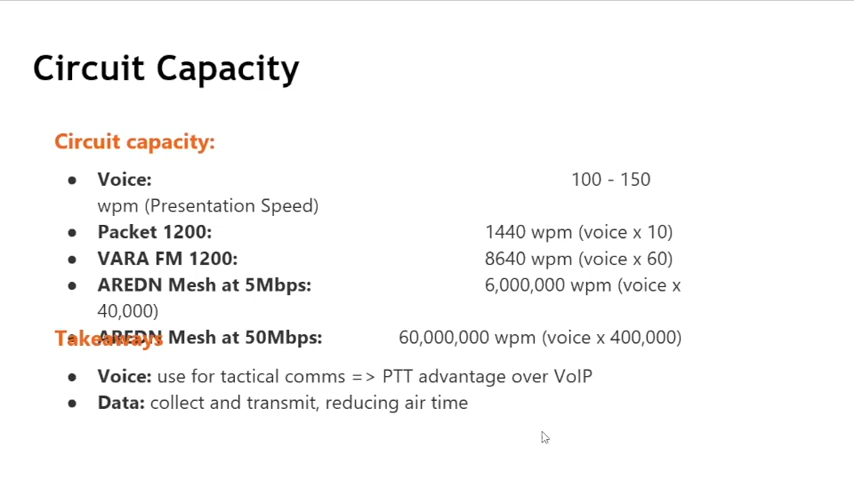 Circuit Capacity
Circuit capacity:
● Voice: 100 - 150
wpm (Presentation Speed)
● Packet 1200: 1440 wpm (voice x 10)
● VARA FM 1200: 8640 wpm (voice x 60)
● AREDN Mesh at 5Mbps: 6,000,000 wpm (voice x
40,000)
● AREDN Mesh at 50Mbps: 60,000,000 wpm (voice x 400,000)
Takeaways
● Voice: use for tactical comms => PTT advantage over VoIP
● Data: collect and transmit, reducing air time